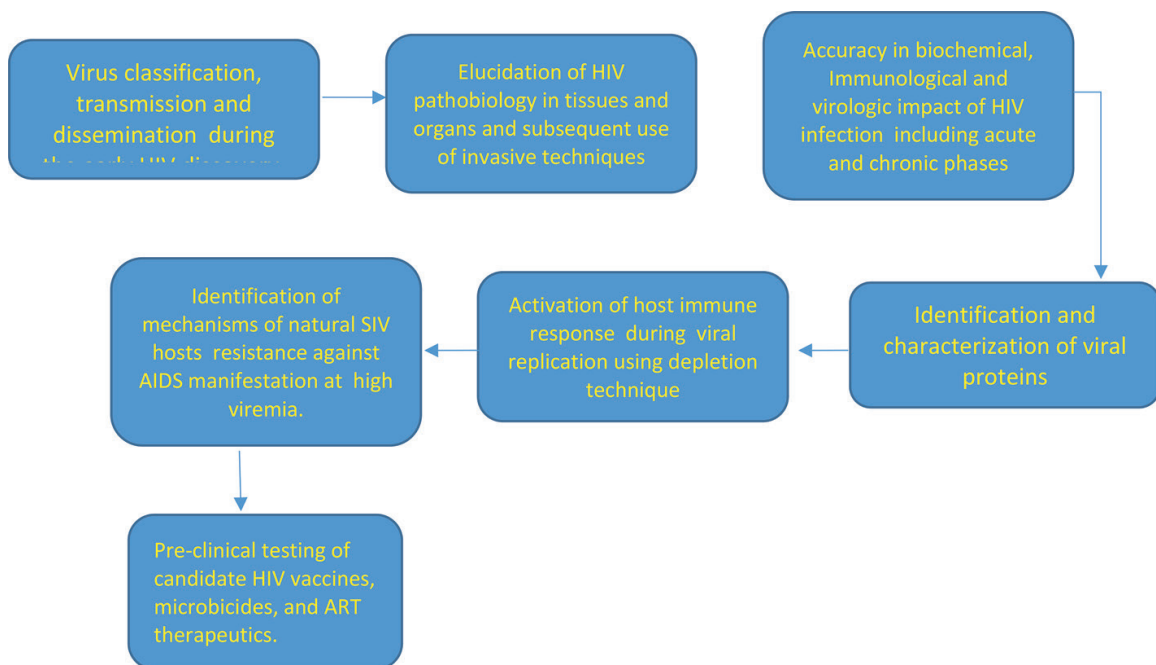 Virus classification,
transmission and
dissemination during
the early HIV discovery
Elucidation of HIV
pathobiology in tissues and
organs and subsequent use
of invasive techniques
Accuracy in biochemical,
Immunological and
virologic impact of HIV
infection including acute
and chronic phases
Identification and
characterization of viral
proteins
Activation of host immune
response during viral
replication using depletion
technique
Identification of
mechanisms of natural SIV
hosts resistance against
AIDS manifestation at high
viremia.
Pre-clinical testing of
candidate HIV vaccines,
microbicides, and ART
therapeutics.